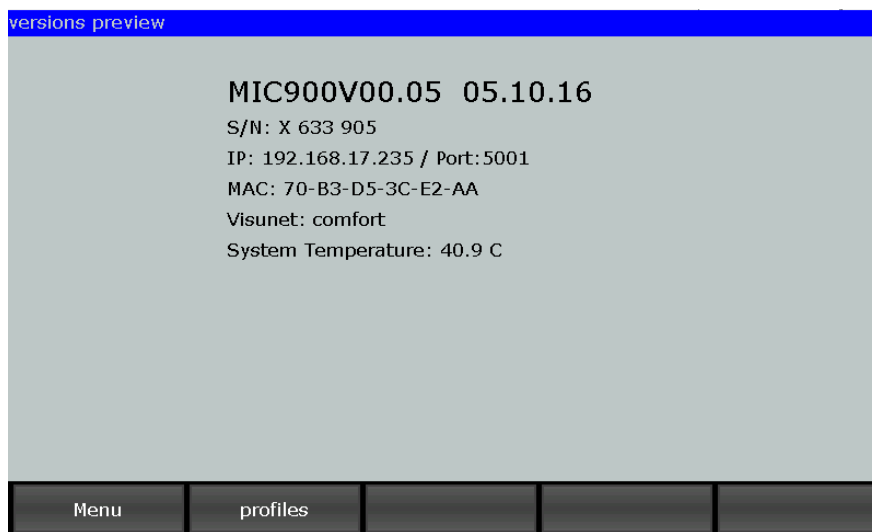 versions preview
MIC900V00.05 05.10.16
S/N: X 633 905
IP: 192.168.17.235 / Port:5001
MAC: 70-B3-D5-3C-E2-AA
Visunet: comfort
System Temperature: 40.9 C
Menu profiles